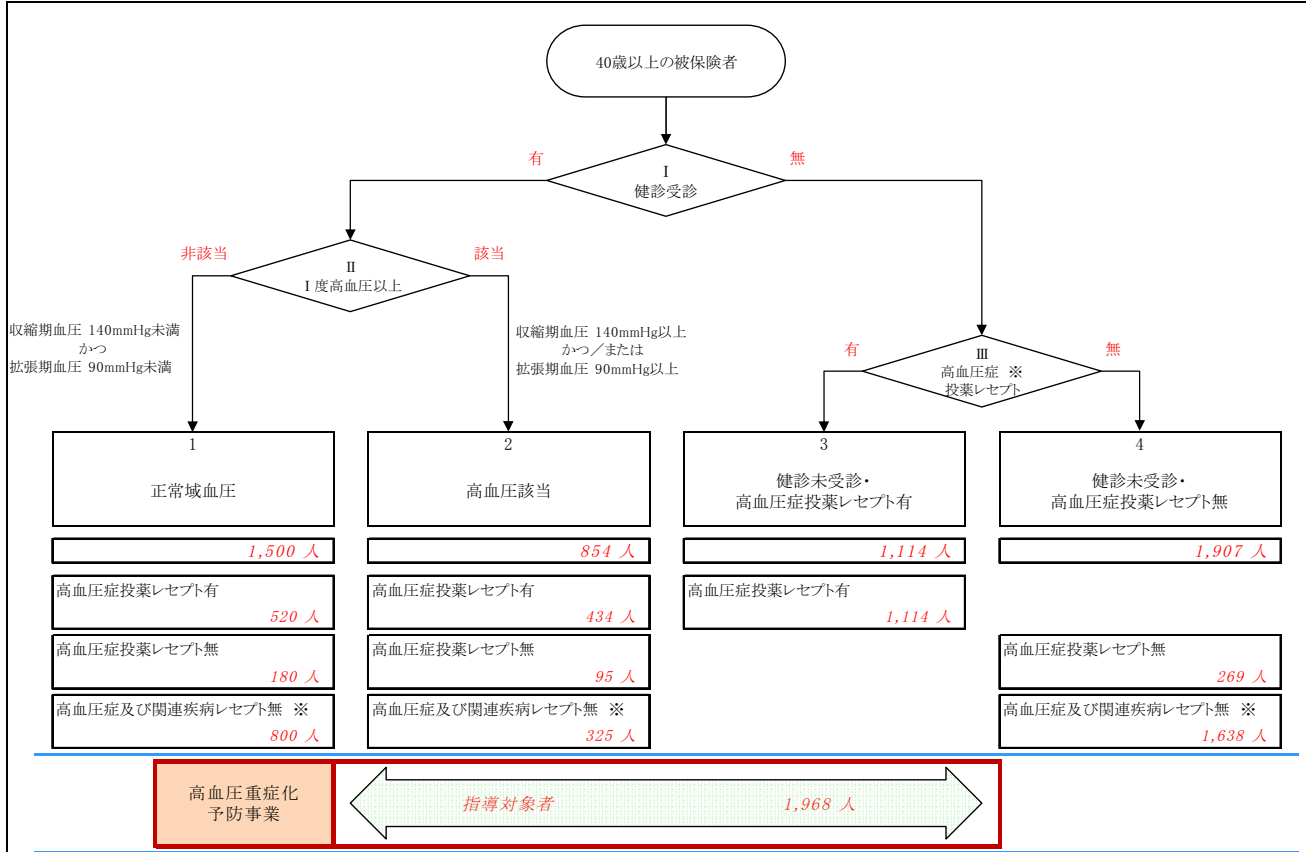 40歳以上の被保険者
有
無
Ⅰ
健診受診
非該当
該当
Ⅱ
Ⅰ度高血圧以上
収縮期血圧 140mmHg未満
かつ
拡張期血圧 90mmHg未満
収縮期血圧 140mmHg以上
かつ／または
拡張期血圧 90mmHg以上
有
無
Ⅲ
高血圧症 ※
投薬レセプト
1
正常域血圧
2
高血圧該当
3
健診未受診・
高血圧症投薬レセプト有
4
健診未受診・
高血圧症投薬レセプト無
1,500 人
854 人
1,114 人
1,907 人
高血圧症投薬レセプト有
520 人
高血圧症投薬レセプト有
434 人
高血圧症投薬レセプト有
1,114 人
高血圧症投薬レセプト無
180 人
高血圧症投薬レセプト無
95 人
高血圧症投薬レセプト無
269 人
高血圧症及び関連疾病レセプト無 ※
800 人
高血圧症及び関連疾病レセプト無 ※
325 人
高血圧症及び関連疾病レセプト無 ※
1,638 人
高血圧重症化
予防事業
指導対象者 1,968 人